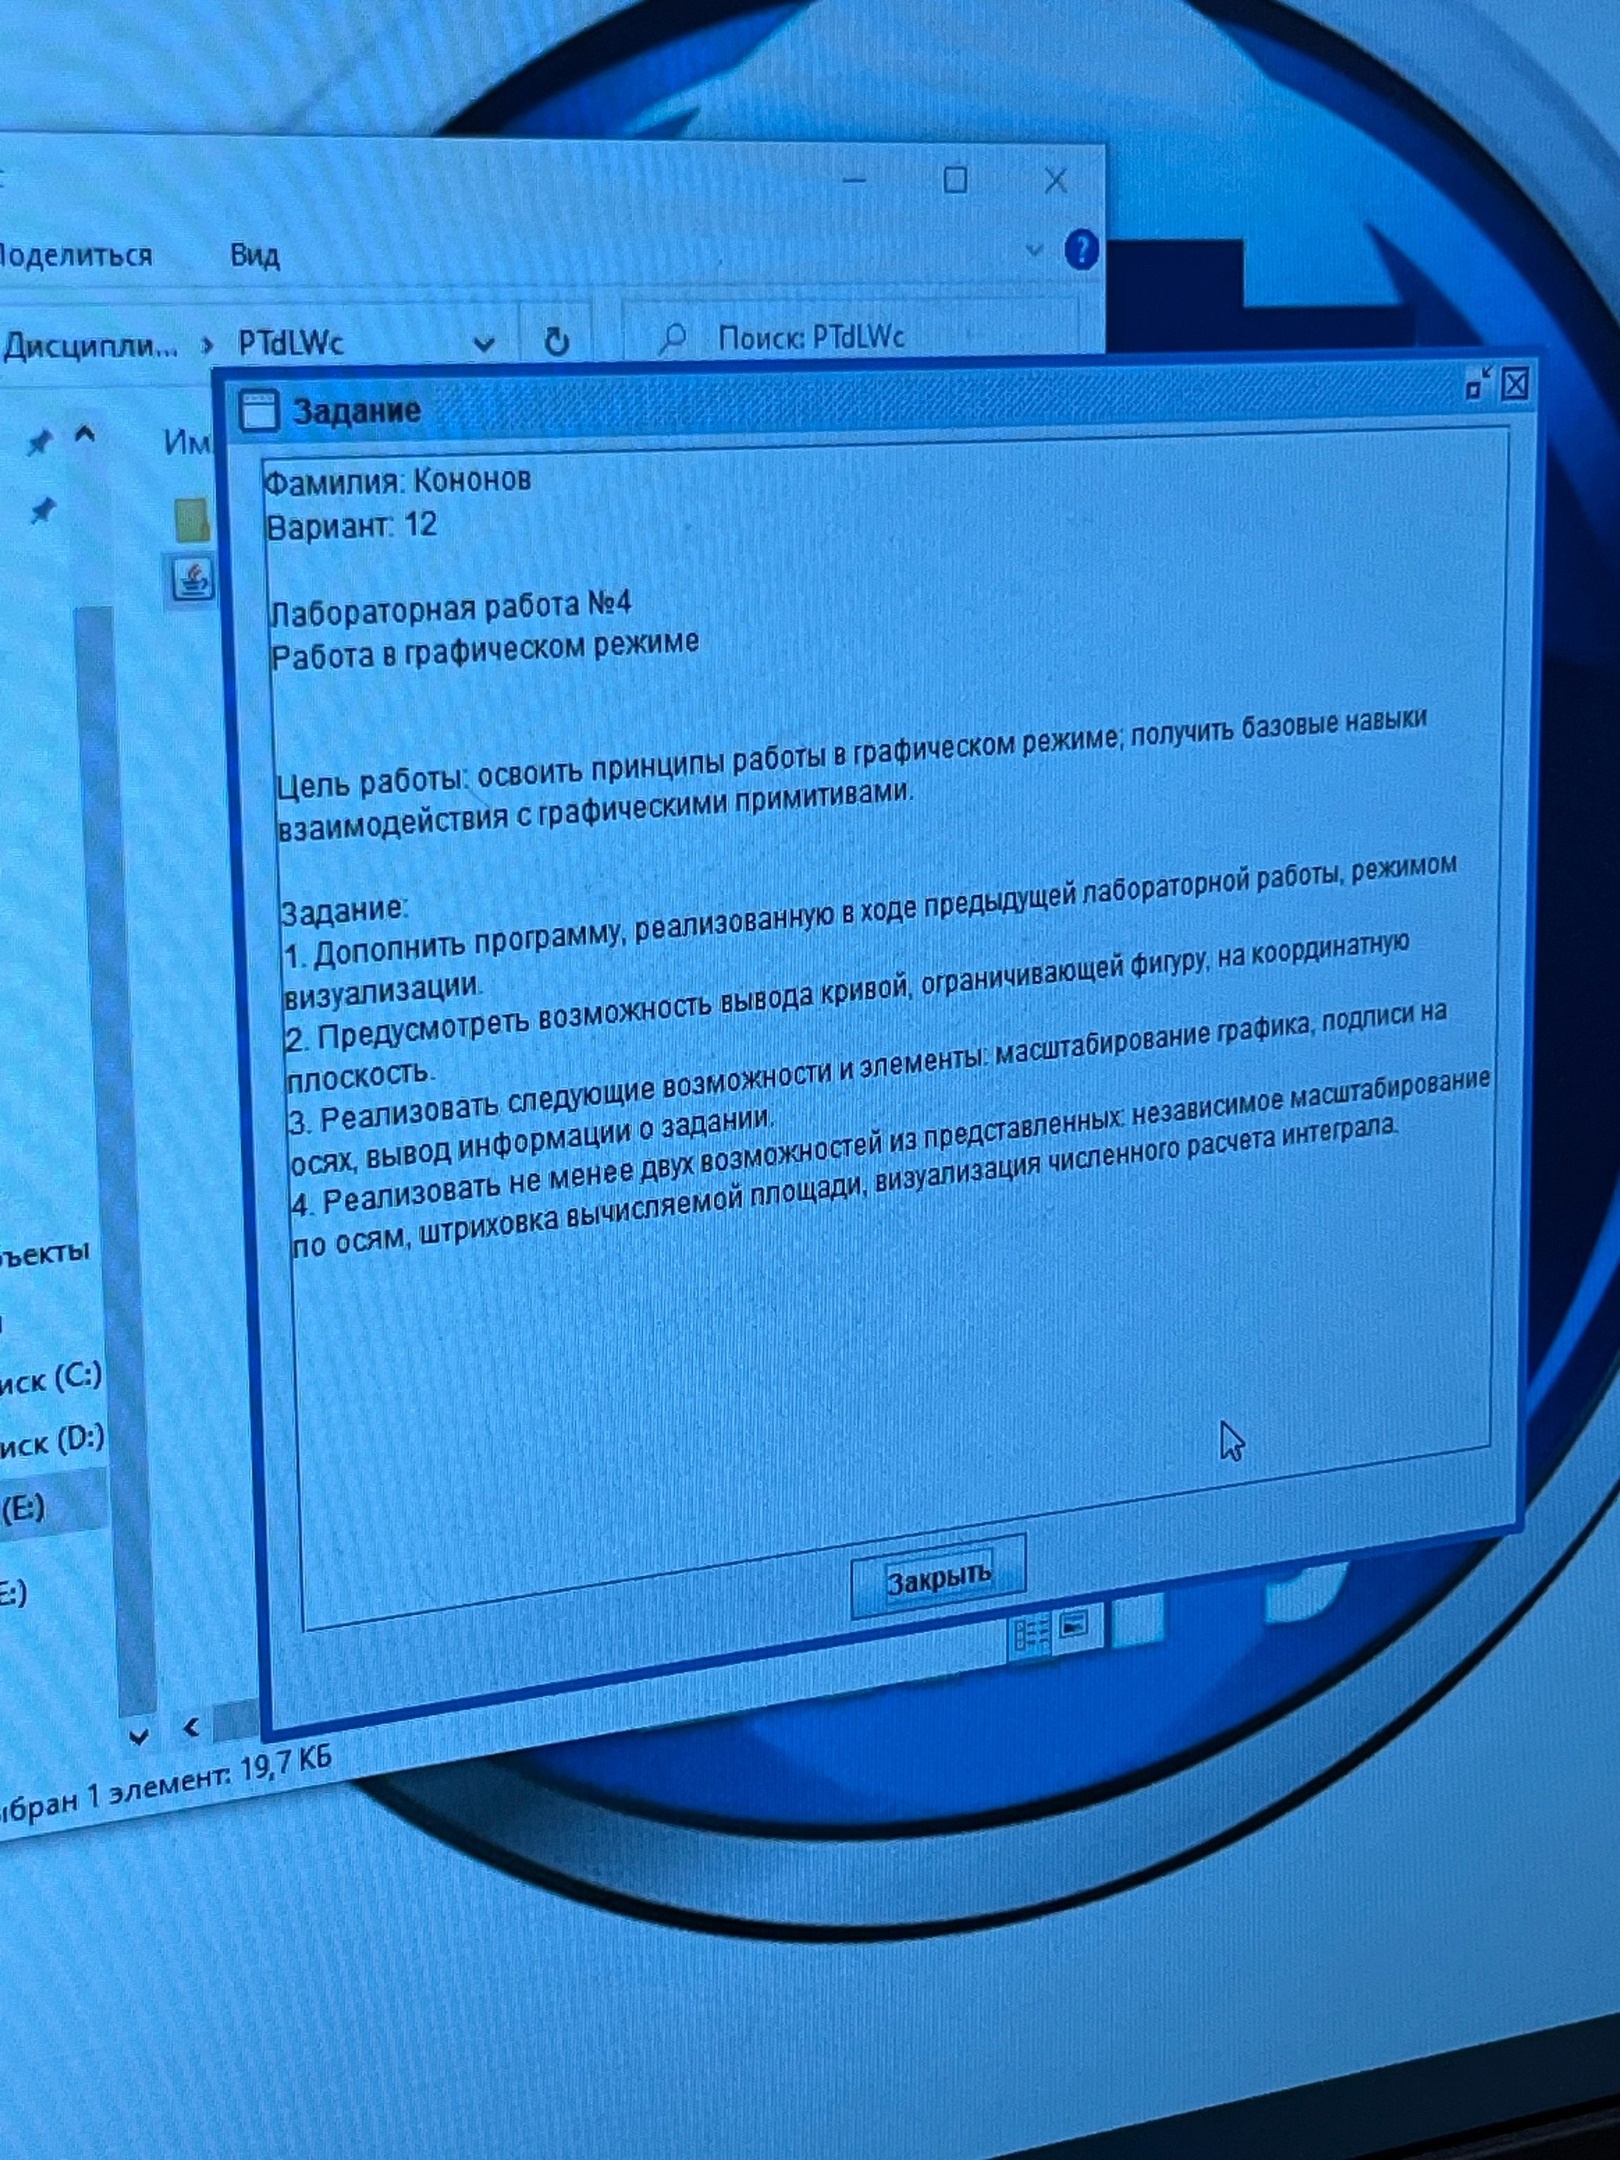 Вид
PTdLWc
Поиск: PTdLWc
Задание
Фамилия: Кононов
Вариант: 12
Лабораторная работа №4
Работа в графическом режиме
Цель работы: освоить принципы работы в графическом режиме; получить базовые навыки
взаимодействия с графическими примитивами.
Задание:
1. Дополнить программу, реализованную в ходе предыдущей лабораторной работы, режимом
визуализации.
2. Предусмотреть возможность вывода кривой, ограничивающей фигуру, на координатную
плоскость.
3. Реализовать следующие возможности и элементы: масштабирование графика, подписи на
осях, вывод информации о задании.
4. Реализовать не менее двух возможностей из представленных: независимое масштабирование
по осям, штриховка вычисляемой площади, визуализация численного расчета интеграла.
Закрыть
оделиться
Дисципли...
Им
бъекты
иск (C:)
иск (D:)
(E:)
E:)
ыбран 1 элемент: 19,7 КБ